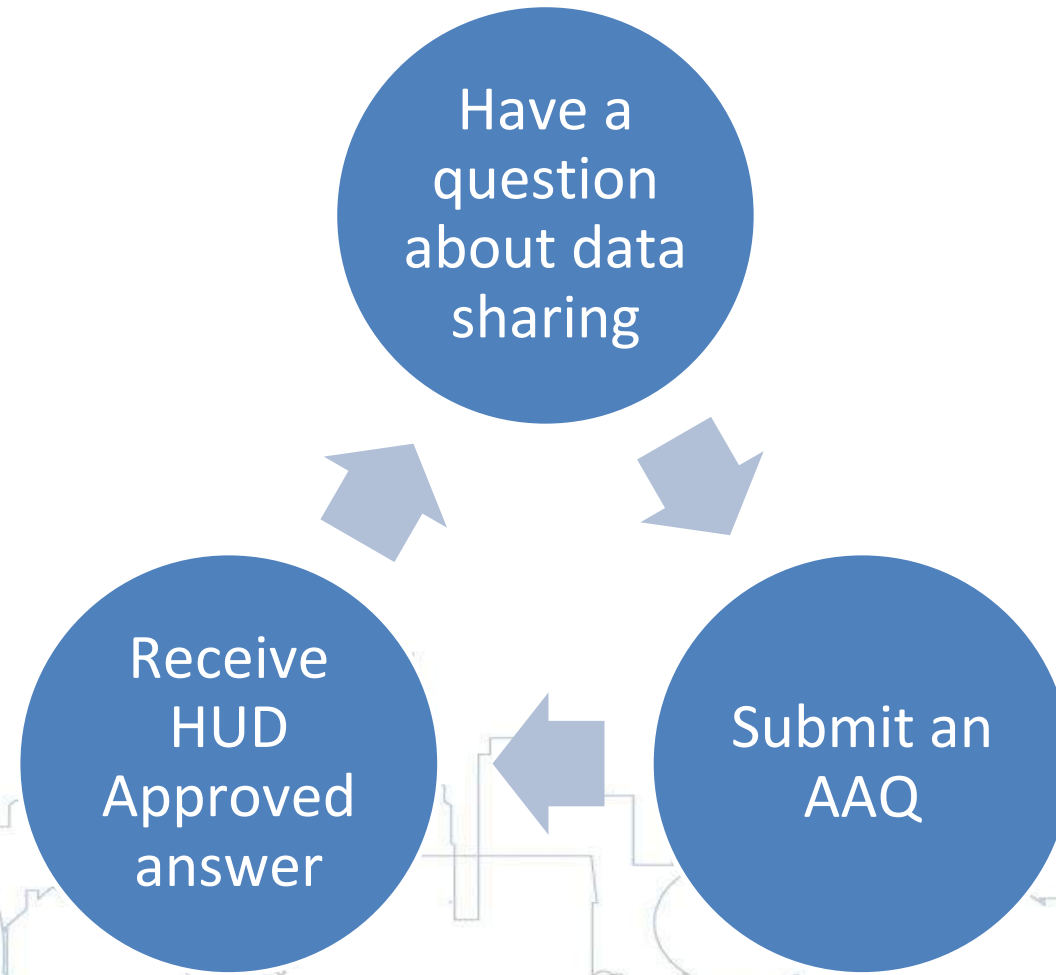 Have a
question
about data
sharing
Submit an
AAQ
Receive
HUD
Approved
answer